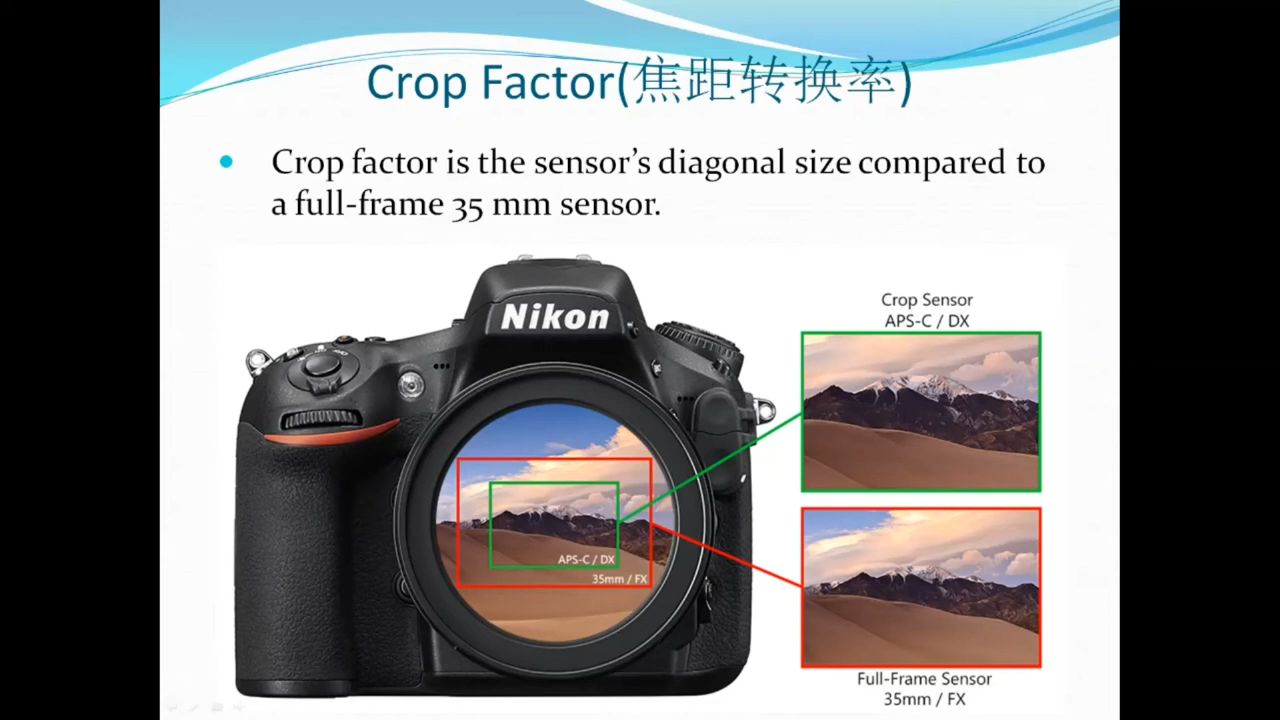 Crop Factor(焦距转换率)
Crop factor is the sensor’s diagonal size compared to
a full-frame 35 mm sensor.
Nikon
APS-C / DX
35mm / FX
Crop Sensor
APS-C / DX
Full-Frame Sensor
35mm / FX